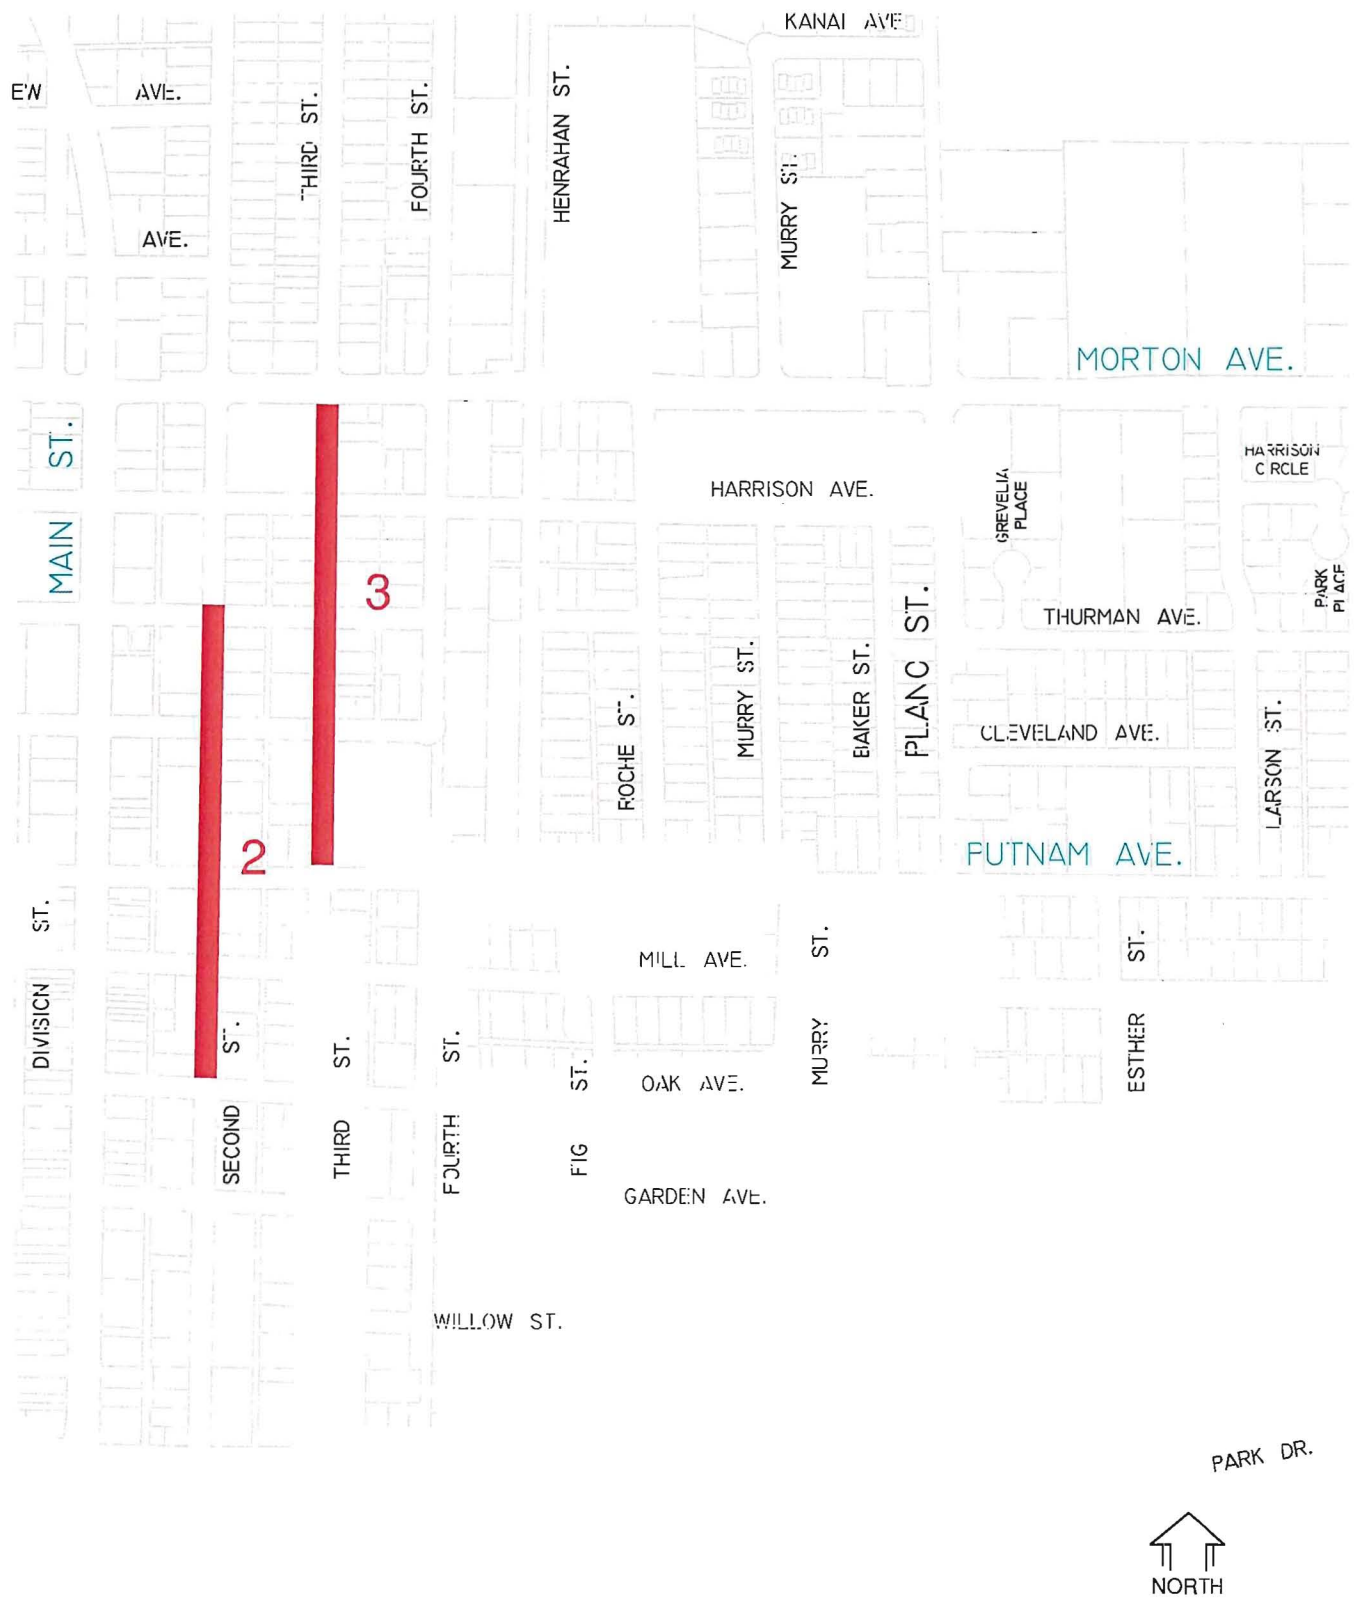 KANAI AVE
EW AVE.
THIRD ST.
FOURTH ST.
HENRAHAN ST.
MURRY ST.
AVE.
MORTON AVE.
MAIN ST.
HARRISON AVE.
GREVELIA
PLACE
HARRISON
CIRCLE
PARK
PLACE
3
THURMAN AVE.
ROCHE ST.
MURRY ST.
BAKER ST.
PLANO ST.
CLEVELAND AVE.
LARSON ST.
2
PUTNAM AVE.
DIVISION ST.
MILL AVE.
MURRY ST.
ESTHER ST.
SECOND ST.
THIRD ST.
FOURTH ST.
FIG ST.
OAK AVE.
GARDEN AVE.
WILLOW ST.
PARK DR.
NORTH